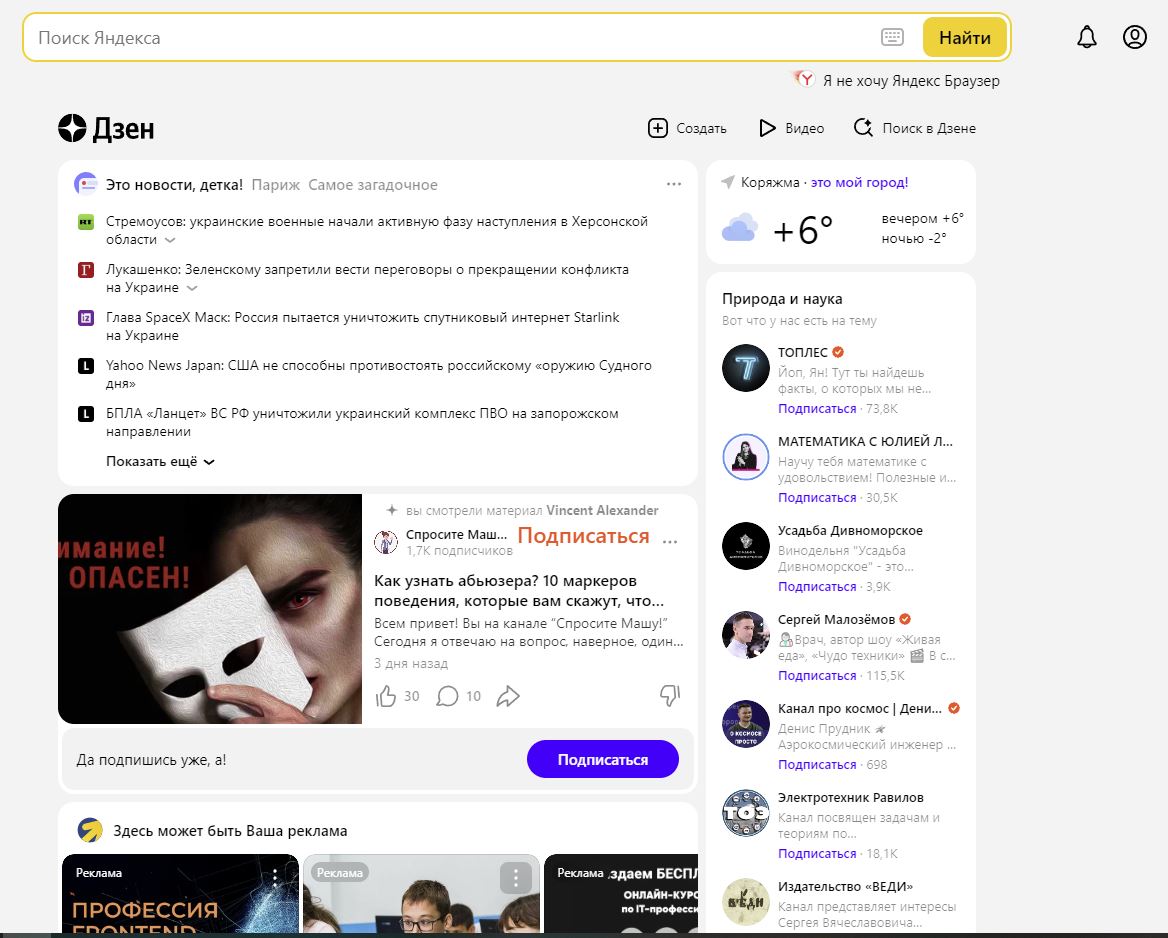 Поиск Яндекса
Найти
Я не хочу Яндекс Браузер
Дзен
Создать
Видео
Поиск в Дзене
Это новости, детка! Париж Самое загадочное
Стремоусов: украинские военные начали активную фазу наступления в Херсонской
области
Лукашенко: Зеленскому запретили вести переговоры о прекращении конфликта
на Украине
Глава SpaceX Маск: Россия пытается уничтожить спутниковый интернет Starlink
на Украине
Yahoo News Japan: США не способны противостоять российскому «оружию Судного
дня»
БПЛА «Ланцет» ВС РФ уничтожили украинский комплекс ПВО на запорожском
направлении
Показать ещё
имание!
ОПАСЕН!
вы смотрели материал Vincent Alexander
Спросите Маш...
Подписаться
1,7K подписчиков
Как узнать абьюзера? 10 маркеров
поведения, которые вам скажут, что...
Всем привет! Вы на канале “Спросите Машу!”
Сегодня я отвечаю на вопрос, наверное, один...
3 дня назад
30
10
Да подпишись уже, а!
Подписаться
Здесь может быть Ваша реклама
Реклама
ПРОФЕССИЯ
FRONTEND
Реклама
Реклама
здаем БЕСПЛ
ОНЛАЙН-КУРС
по IT-професси
Коряжма · это мой город!
+6°
вечером +6°
ночью -2°
Природа и наука
Вот что у нас есть на тему
ТОПЛЕС
Йоп, Ян! Тут ты найдешь
факты, о которых мы не...
Подписаться · 73,8K
МАТЕМАТИКА С ЮЛИЕЙ Л...
Научу тебя математике с
удовольствием! Полезные и...
Подписаться · 30,5K
Усадьба Дивноморское
Винодельня "Усадьба
Дивноморское" - это...
Подписаться · 3,9K
Сергей Малозёмов
Врач, автор шоу «Живая
еда», «Чудо техники» В с...
Подписаться · 115,5K
О КОСМОСЕ
ПРОСТО
Канал про космос | Дени...
Денис Прудник
Аэрокосмический инженер ...
Подписаться · 698
ТОЭ
Электротехник Равилов
Канал посвящен задачам и
теориям по...
Подписаться · 18,1K
ВЕДИ
Издательство «ВЕДИ»
Канал представляет интересы
Сергея Вячеславовича...